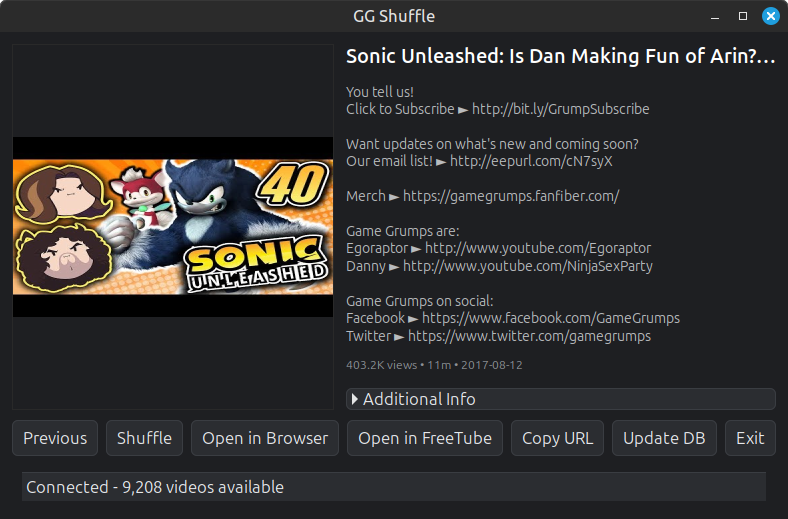 GG Shuffle
Sonic Unleashed: Is Dan Making Fun of Arin?...
You tell us!
Click to Subscribe ► http://bit.ly/GrumpSubscribe
Want updates on what's new and coming soon?
Our email list! ► http://eepurl.com/cN7syX
Merch ► https://gamegrumps.fanfiber.com/
Game Grumps are:
Egoraptor ► http://www.youtube.com/Egoraptor
Danny ► http://www.youtube.com/NinjaSexParty
Game Grumps on social:
Facebook ► https://www.facebook.com/GameGrumps
Twitter ► https://www.twitter.com/gamegrumps
403.2K views • 11m • 2017-08-12
Additional Info
40
SONIC
UNLEASHED
Previous Shuffle Open in Browser Open in FreeTube Copy URL Update DB Exit
Connected - 9,208 videos available